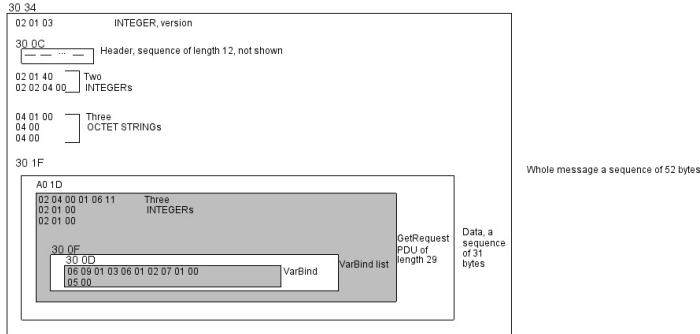 30 34
02 01 03 INTEGER, version
30 0C
— — ... — Header, sequence of length 12, not shown
02 01 40 Two
02 02 04 00 INTEGERs
04 01 00 Three
04 00 OCTET STRINGs
04 00
30 1F
Whole message a sequence of 52 bytes
A0 1D
02 04 00 01 06 11 Three
02 01 00 INTEGERs
02 01 00
GetRequest
PDU of
length 29
Data, a
sequence
of 31
bytes
30 0F
30 0D
VarBind list
06 09 01 03 06 01 02 07 01 00 VarBind
05 00